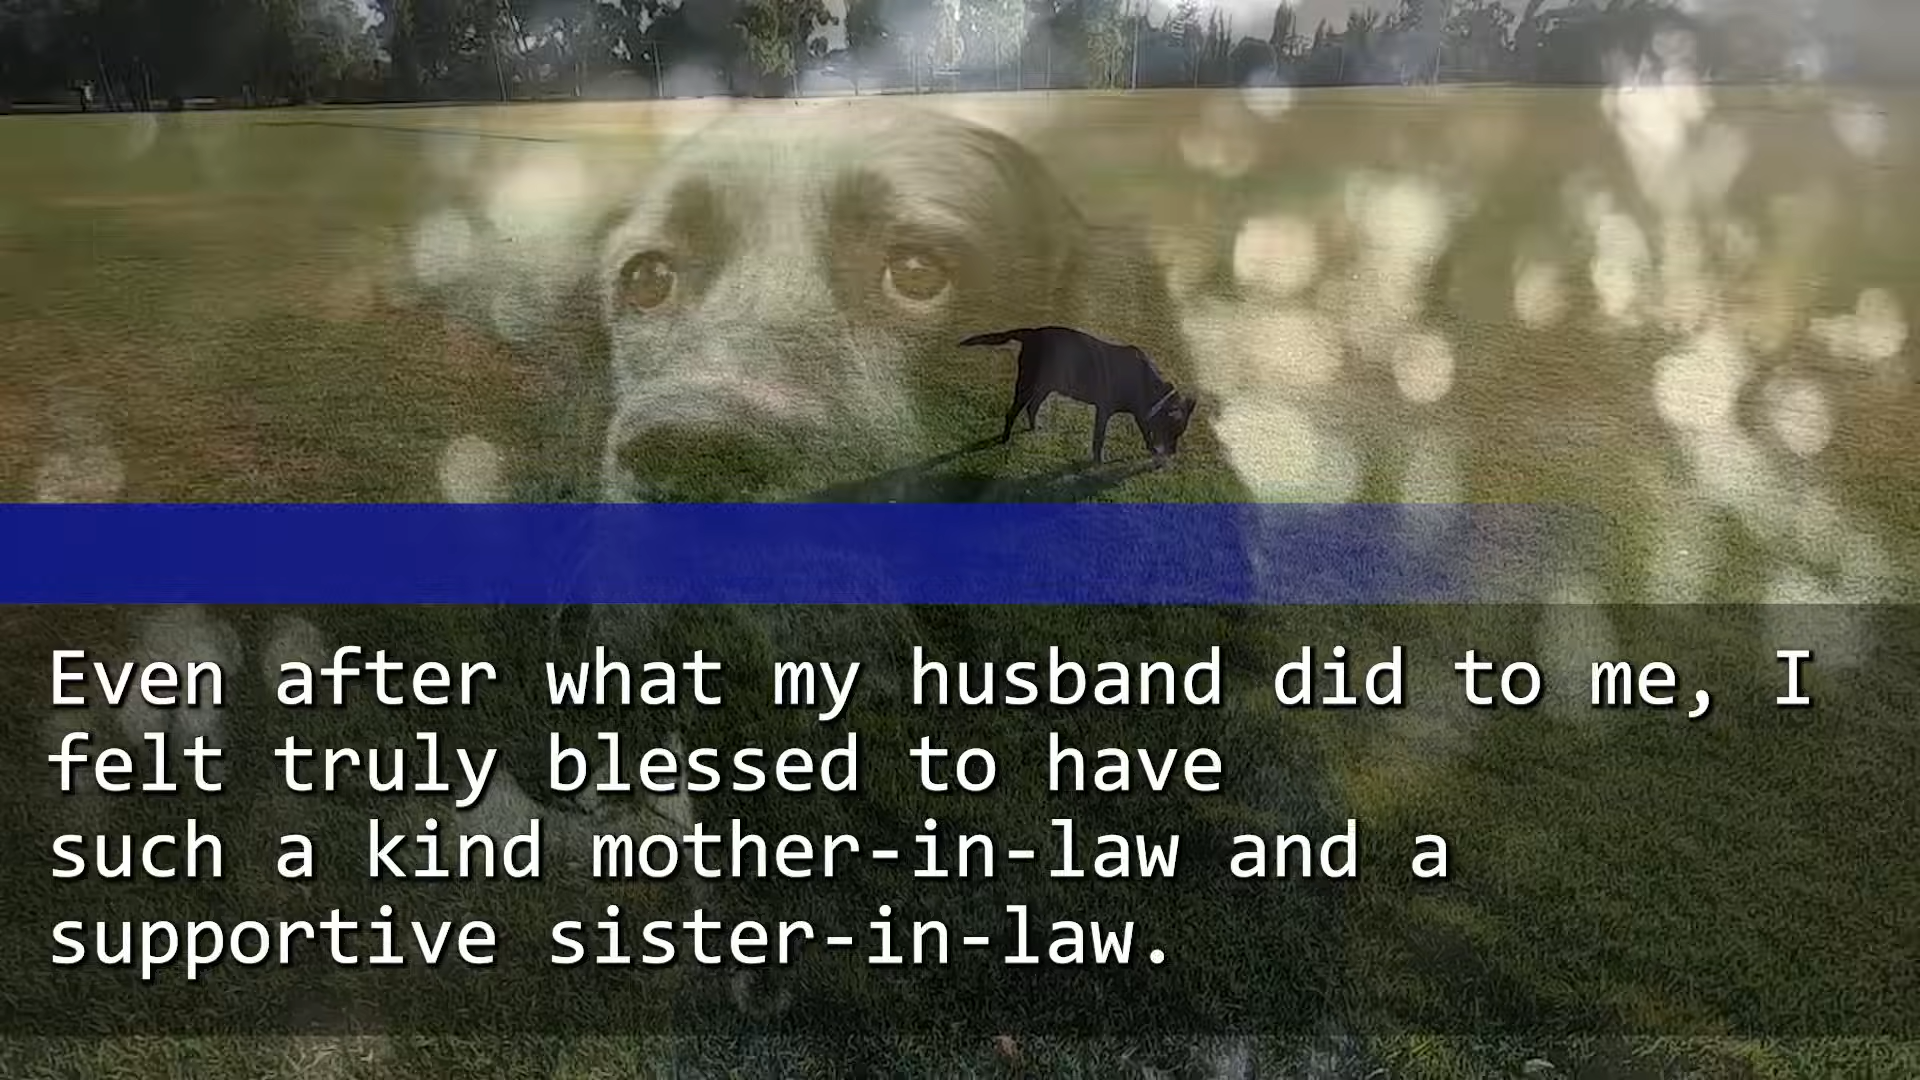 Even after what my husband did to me, I
felt truly blessed to have
such a kind mother-in-law and a
supportive sister-in-law.